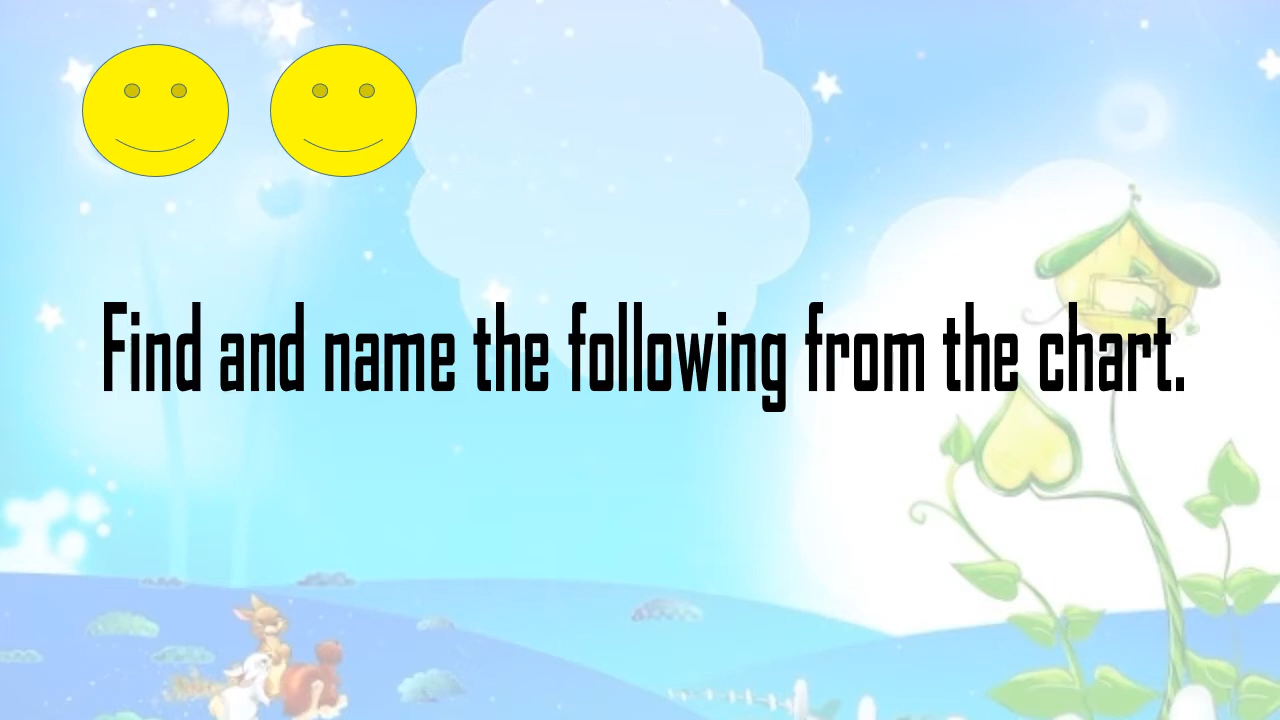 Find and name the following from the chart.